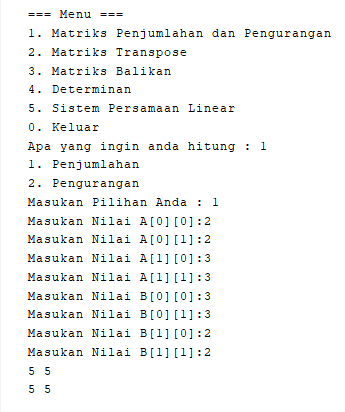 === Menu ===
1. Matriks Penjumlahan dan Pengurangan
2. Matriks Transpose
3. Matriks Balikan
4. Determinan
5. Sistem Persamaan Linear
0. Keluar
Apa yang ingin anda hitung : 1
1. Penjumlahan
2. Pengurangan
Masukan Pilihan Anda : 1
Masukan Nilai A[0][0]:2
Masukan Nilai A[0][1]:2
Masukan Nilai A[1][0]:3
Masukan Nilai A[1][1]:3
Masukan Nilai B[0][0]:3
Masukan Nilai B[0][1]:3
Masukan Nilai B[1][0]:2
Masukan Nilai B[1][1]:2
5 5
5 5